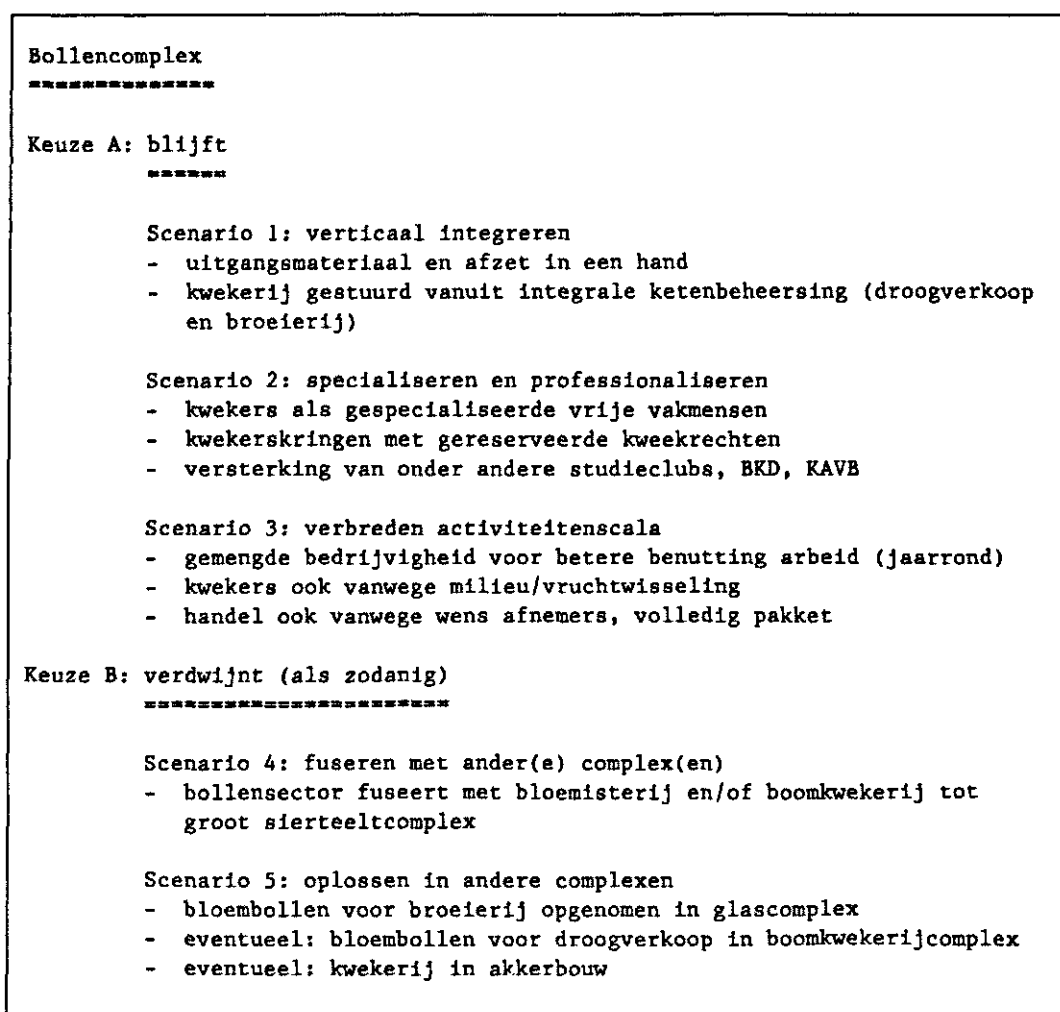 Bollencomplex
==============
Keuze A: blijft
======
Scenario 1: verticaal integreren
- uitgangsmateriaal en afzet in een hand
- kwekerij gestuurd vanuit integrale ketenbeheersing (droogverkoop
en broeierij)
Scenario 2: specialiseren en professionaliseren
- kwekers als gespecialiseerde vrije vakmensen
- kwekerskringen met gereserveerde kweekrechten
- versterking van onder andere studieclubs, BKD, KAVB
Scenario 3: verbreden activiteitenscala
- gemengde bedrijvigheid voor betere benutting arbeid (jaarrond)
- kwekers ook vanwege milieu/vruchtwisseling
- handel ook vanwege wens afnemers, volledig pakket
Keuze B: verdwijnt (als zodanig)
=======================
Scenario 4: fuseren met ander(e) complex(en)
- bollensector fuseert met bloemisterij en/of boomkwekerij tot
groot sierteeltcomplex
Scenario 5: oplossen in andere complexen
- bloembollen voor broeierij opgenomen in glascomplex
- eventueel: bloembollen voor droogverkoop in boomkwekerijcomplex
- eventueel: kwekerij in akkerbouw